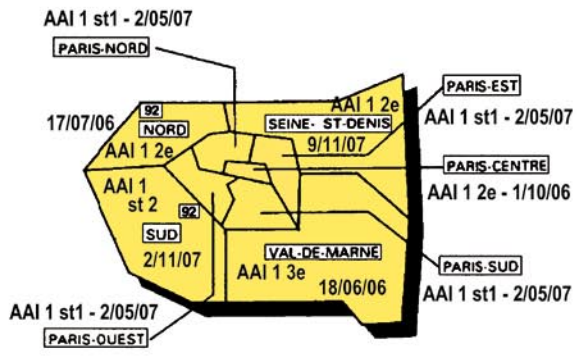 AAI 1 st1 - 2/05/07
PARIS-NORD
PARIS-EST
AAI 1 st1 - 2/05/07
17/07/06
92
NORD
AAI 1 2e
AAI 1 2e
SEINE- ST-DENIS
9/11/07
PARIS-CENTRE
AAI 1 2e - 1/10/06
AAI 1
st 2
92
SUD
2/11/07
VAL-DE-MARNE
AAI 1 3e
18/06/06
PARIS-SUD
AAI 1 st1 - 2/05/07
AAI 1 st1 - 2/05/07
PARIS-OUEST